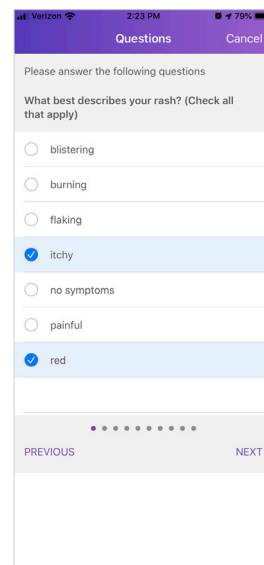 Verizon 2:23 PM 79%
Questions Cancel
Please answer the following questions
What best describes your rash? (Check all
that apply)
blistering
burning
flaking
itchy
no symptoms
painful
red
PREVIOUS NEXT